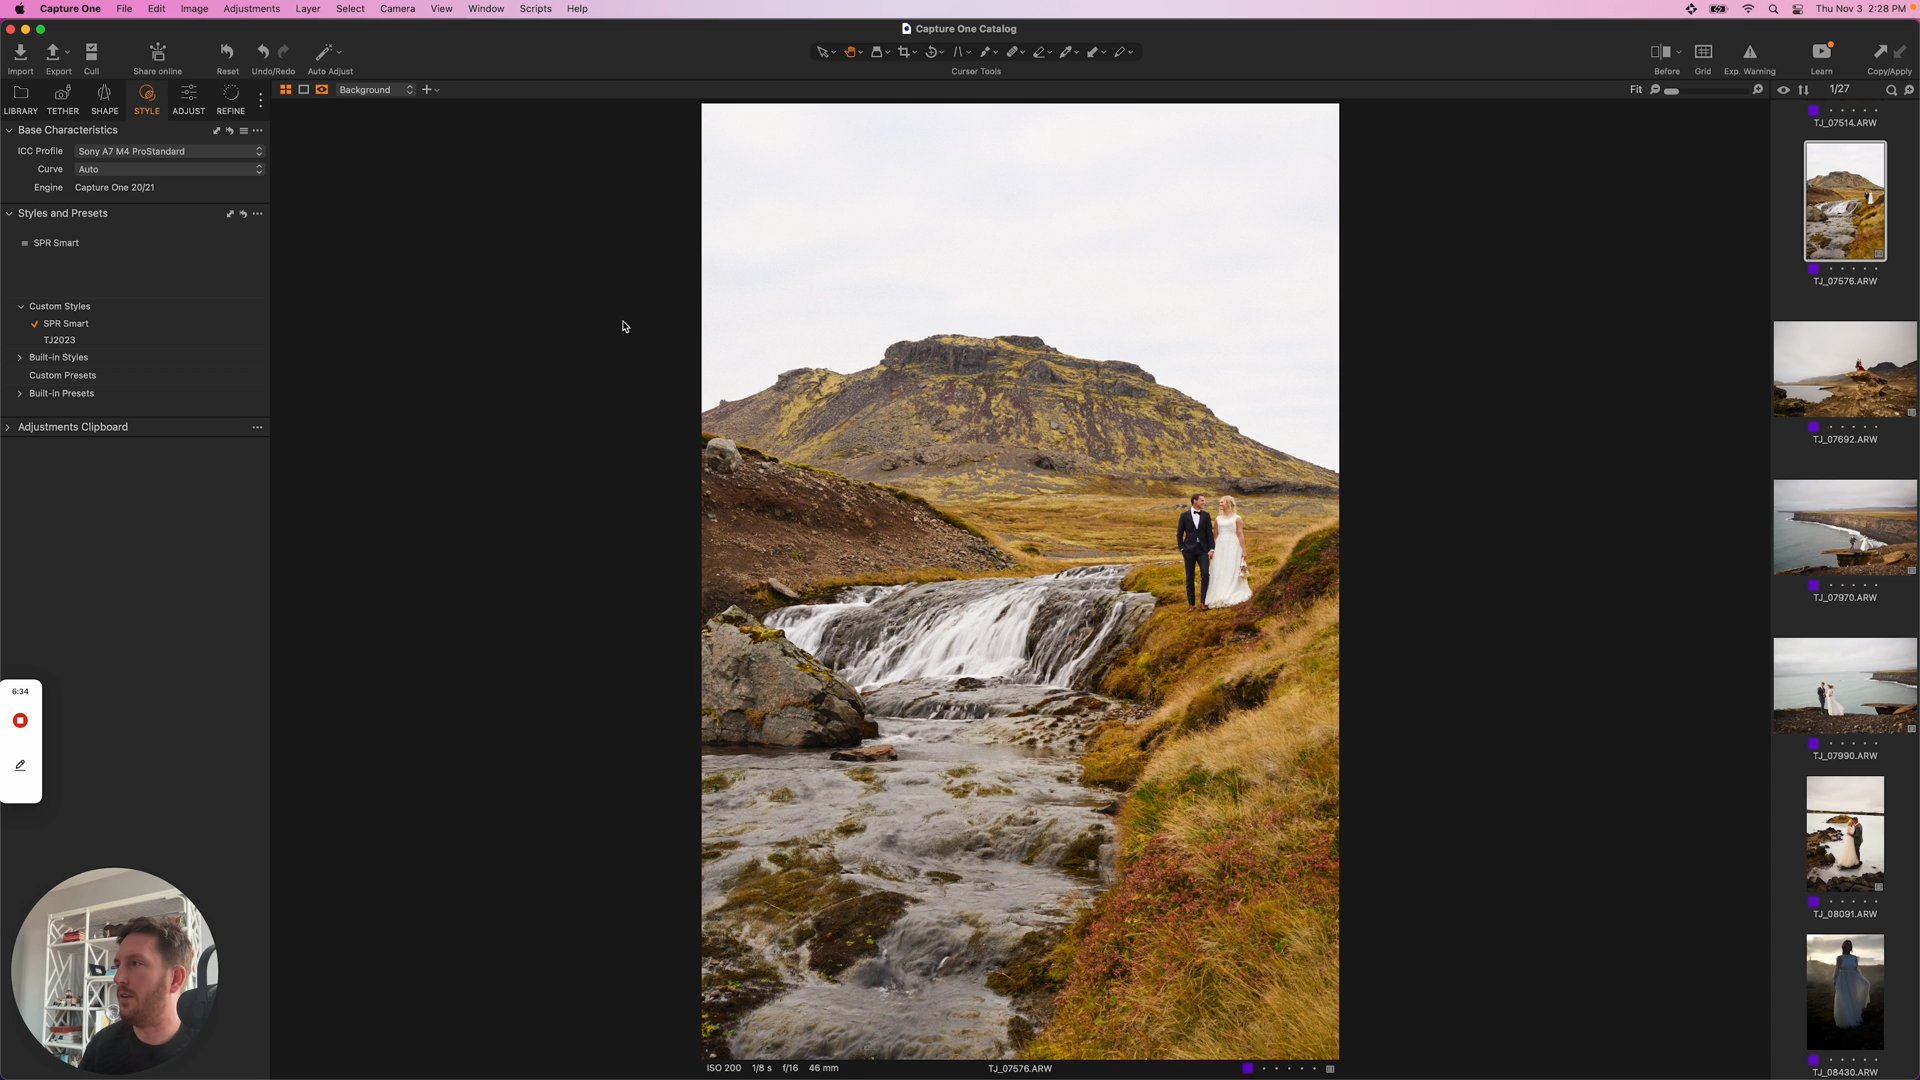 Capture One File Edit Image Adjustments Layer Select Camera View Window Scripts Help Thu Nov 3 2:28 PM
Capture One Catalog
Import Export Cull Share online Reset Undo/Redo Auto Adjust Cursor Tools Before Grid Exp. Warning Learn Copy/Apply
LIBRARY TETHER SHAPE STYLE ADJUST REFINE
Background Fit 1/27
Base Characteristics
ICC Profile Sony A7 M4 ProStandard
Curve Auto
Engine Capture One 20/21
Styles and Presets
SPR Smart
Custom Styles
SPR Smart
TJ2023
Built-in Styles
Custom Presets
Built-in Presets
Adjustments Clipboard
6:34
TJ_07514.ARW
TJ_07576.ARW
TJ_07692.ARW
TJ_07970.ARW
TJ_07990.ARW
TJ_08091.ARW
TJ_08430.ARW
ISO 200 1/8 s f/16 46 mm TJ_07576.ARW